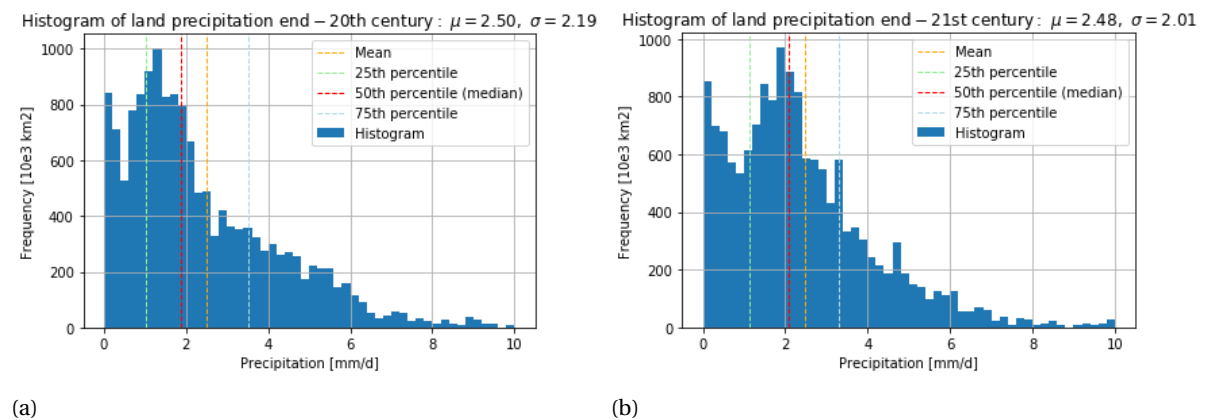 Histogram of land precipitation end − 20th century : μ = 2.50, σ = 2.19
Frequency [10e3 km2]
1000
800
600
400
200
0
Mean
25th percentile
50th percentile (median)
75th percentile
Histogram
0 2 4 6 8 10
Precipitation [mm/d]
(a)
Histogram of land precipitation end − 21st century : μ = 2.48, σ = 2.01
Frequency [10e3 km2]
1000
800
600
400
200
0
Mean
25th percentile
50th percentile (median)
75th percentile
Histogram
0 2 4 6 8 10
Precipitation [mm/d]
(b)